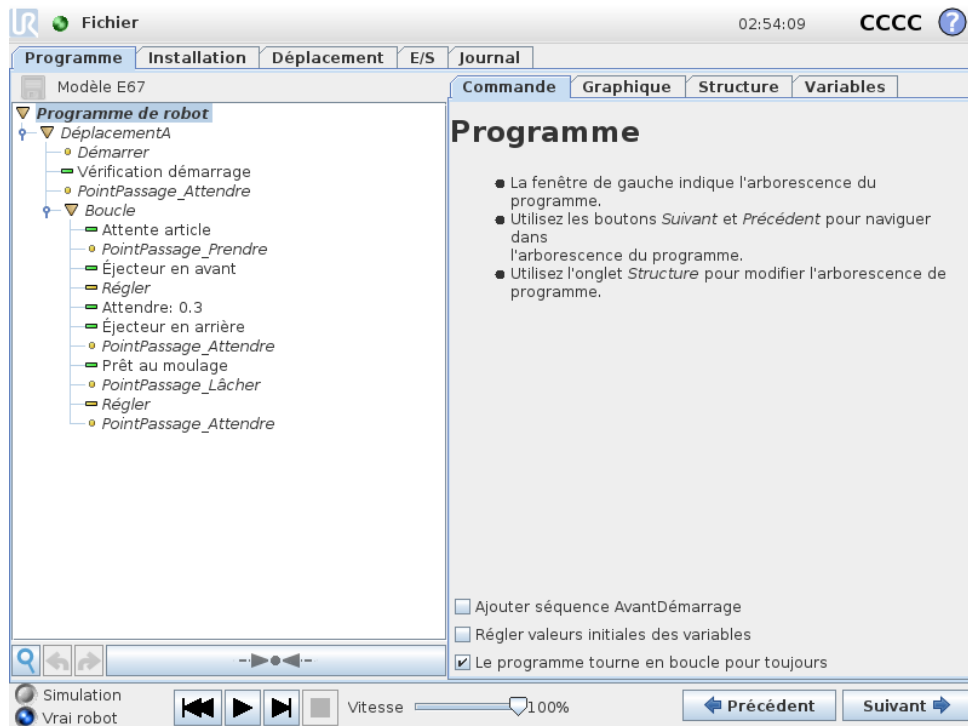 UR Fichier 02:54:09 CCCC ?
Programme Installation Déplacement E/S Journal
Modèle E67
Commande Graphique Structure Variables
Programme de robot
DéplacementA
Démarrer
Vérification démarrage
PointPassage_Attendre
Boucle
Attente article
PointPassage_Prendre
Éjecteur en avant
Régler
Attendre: 0.3
Éjecteur en arrière
PointPassage_Attendre
Prêt au moulage
PointPassage_Lâcher
Régler
PointPassage_Attendre
Programme
La fenêtre de gauche indique l'arborescence du
programme.
Utilisez les boutons Suivant et Précédent pour naviguer
dans
l'arborescence du programme.
Utilisez l'onglet Structure pour modifier l'arborescence de
programme.
Ajouter séquence AvantDémarrage
Régler valeurs initiales des variables
Le programme tourne en boucle pour toujours
Simulation
Vrai robot
Vitesse 100%
Précédent Suivant